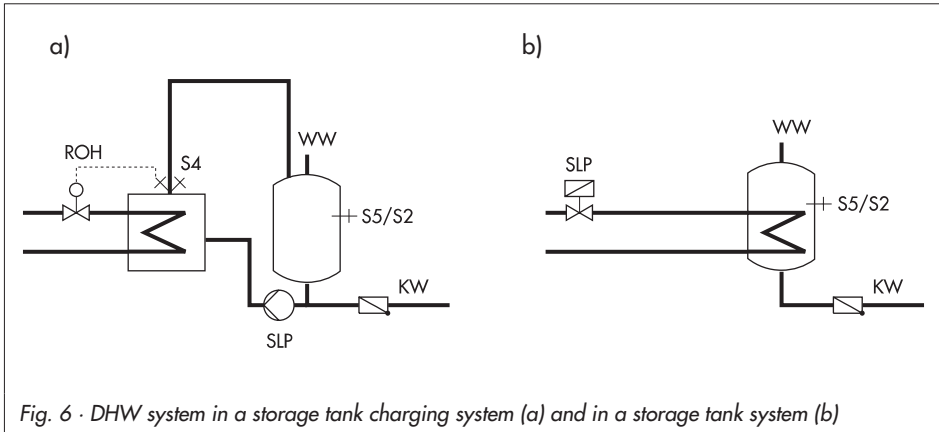 a)
b)
WW
ROH
S4
S5/S2
KW
SLP
SLP
WW
S5/S2
KW
Fig. 6 · DHW system in a storage tank charging system (a) and in a storage tank system (b)